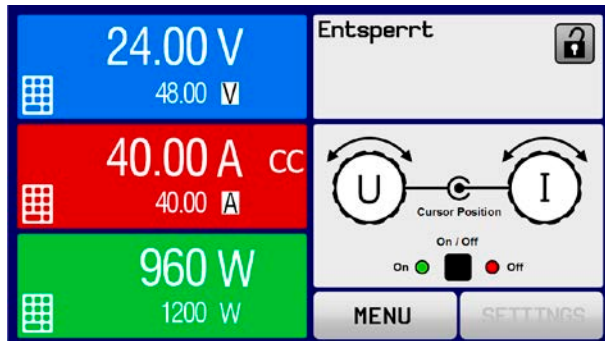 24.00 V
48.00 V
40.00 A CC
40.00 A
960 W
1200 W
Entsperrt
U
I
Cursor Position
On / Off
On
Off
MENU
SETTINGS